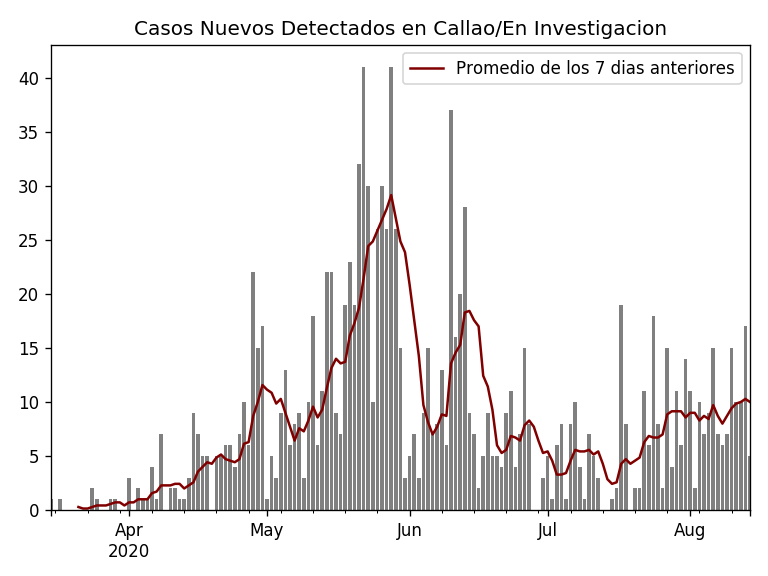 Casos Nuevos Detectados en Callao/En Investigacion
Promedio de los 7 dias anteriores
40
35
30
25
20
15
10
5
0
Apr
2020
May
Jun
Jul
Aug